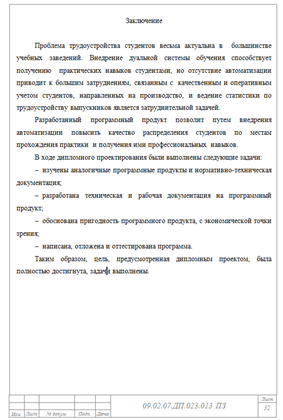 Заключение
Проблема трудоустройства студентов весьма актуальна в большинстве
учебных заведений. Внедрение дуальной системы обучения способствует
получению практических навыков студентами, но отсутствие автоматизации
приводит к большим затруднениям, связанным с качественным и оперативным
учетом студентов, направленных на производство, и ведение статистики по
трудоустройству выпускников является затруднительной задачей.
Разработанный программный продукт позволит путем внедрения
автоматизации повысить качество распределения студентов по местам
прохождения практики и получения ими профессиональных навыков.
В ходе дипломного проектирования были выполнены следующие задачи:
– изучены аналогичные программные продукты и нормативно-техническая
документация;
– разработана техническая и рабочая документация на программный
продукт;
– обоснована пригодность программного продукта, с экономической точки
зрения;
– написана, отложена и оттестирована программа.
Таким образом, цель, предусмотренная дипломным проектом, была
полностью достигнута, задачи выполнены.
09.02.07.ДП.023.013 ПЗ
Лист
32
Изм Лист № докум Подп. Дата